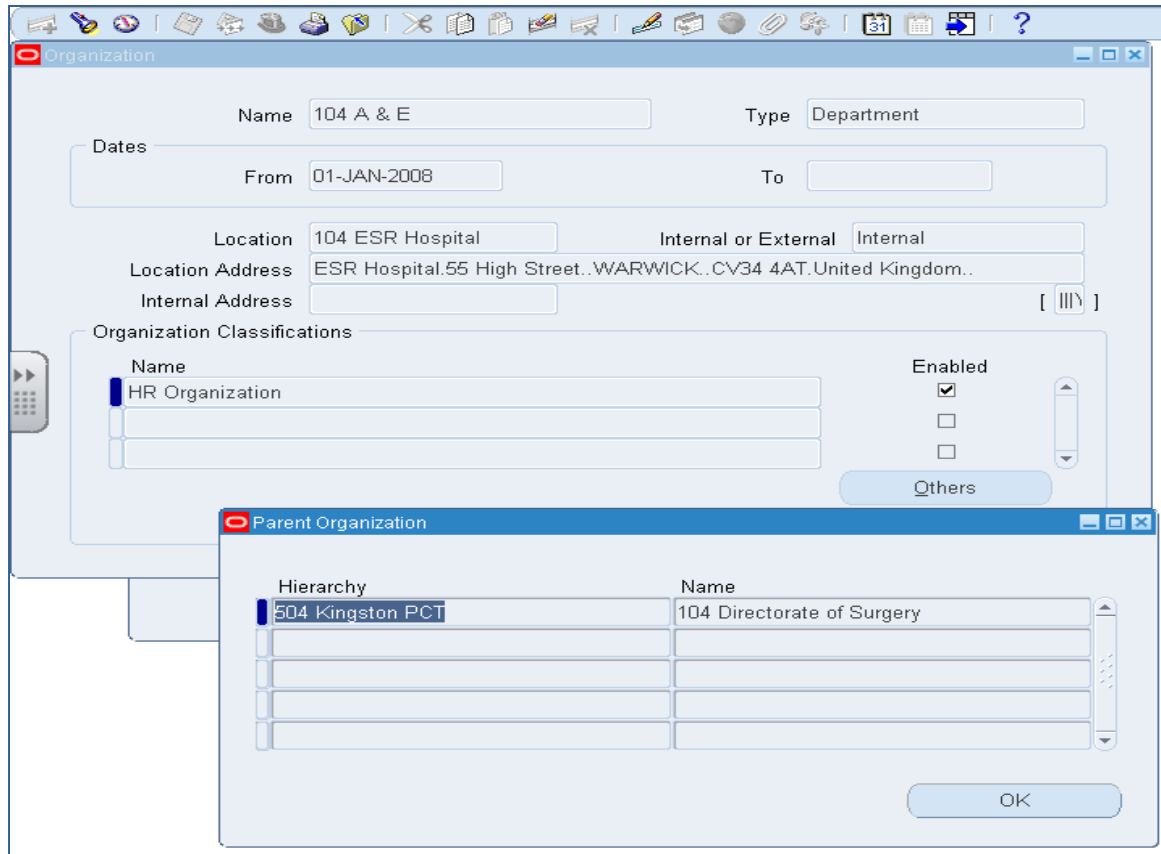 31 ?
Organization
Name 104 A & E Type Department
Dates
From 01-JAN-2008 To
Location 104 ESR Hospital Internal or External Internal
Location Address ESR Hospital.55 High Street..WARWICK..CV34 4AT.United Kingdom..
Internal Address [ ]
Organization Classifications
Name Enabled
HR Organization
Others
Parent Organization
Hierarchy Name
504 Kingston PCT 104 Directorate of Surgery
OK